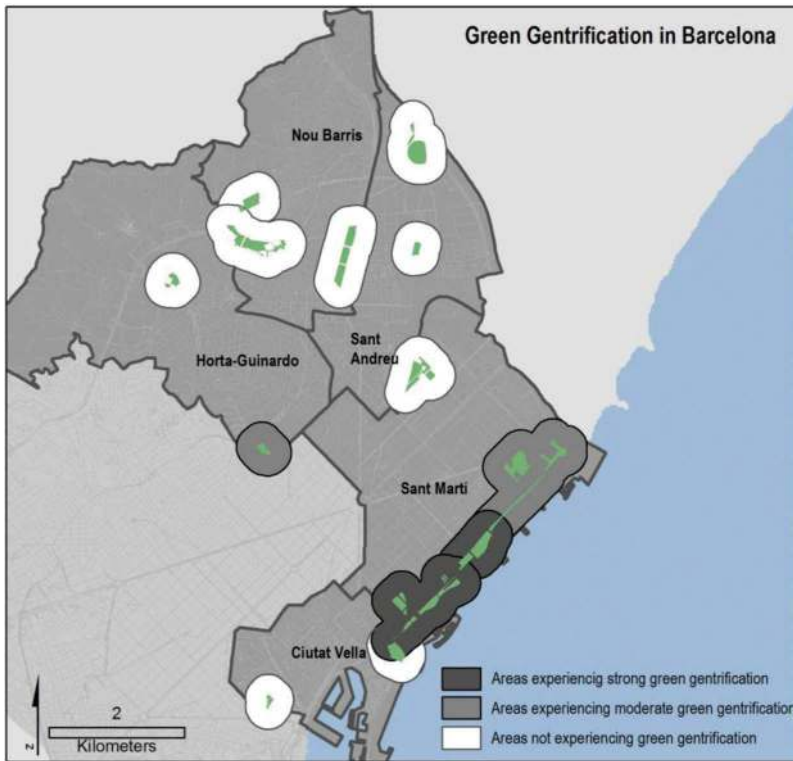 Green Gentrification in Barcelona
Nou Barris
Sant
Andreu
Horta-Guinardo
Sant Marti
Ciutat Vella
Areas experiencig strong green gentrification
Areas experiencing moderate green gentrification
Areas not experiencing green gentrification
2
Kilometers
z